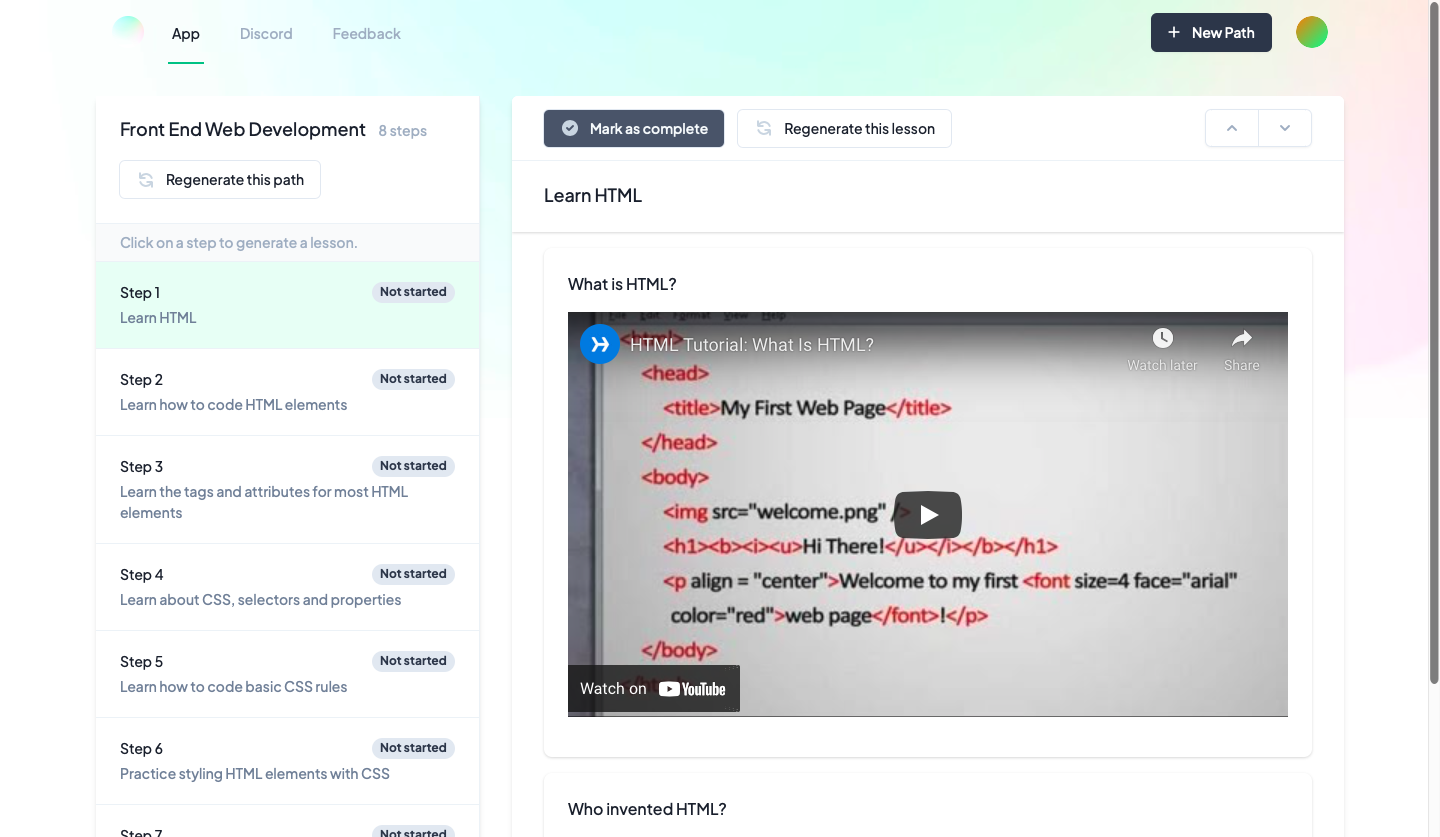 App
Discord
Feedback
New Path
Front End Web Development 8 steps
Regenerate this path
Click on a step to generate a lesson.
Step 1
Not started
Learn HTML
Step 2
Not started
Learn how to code HTML elements
Step 3
Not started
Learn the tags and attributes for most HTML
elements
Step 4
Not started
Learn about CSS, selectors and properties
Step 5
Not started
Learn how to code basic CSS rules
Step 6
Not started
Practice styling HTML elements with CSS
Step 7
Not started
Mark as complete
Regenerate this lesson
Learn HTML
What is HTML?
File Edit Format View Help
<html>
HTML Tutorial: What Is HTML?
Watch later
Share
<head>
<title>My First Web Page</title>
</head>
<body>
<img src="welcome.png" />
<h1><b><i><u>Hi There!</u></i></b></h1>
<p align = "center">Welcome to my first <font size=4 face="arial"
color="red">web page</font>!</p>
</body>
Watch on YouTube
Who invented HTML?